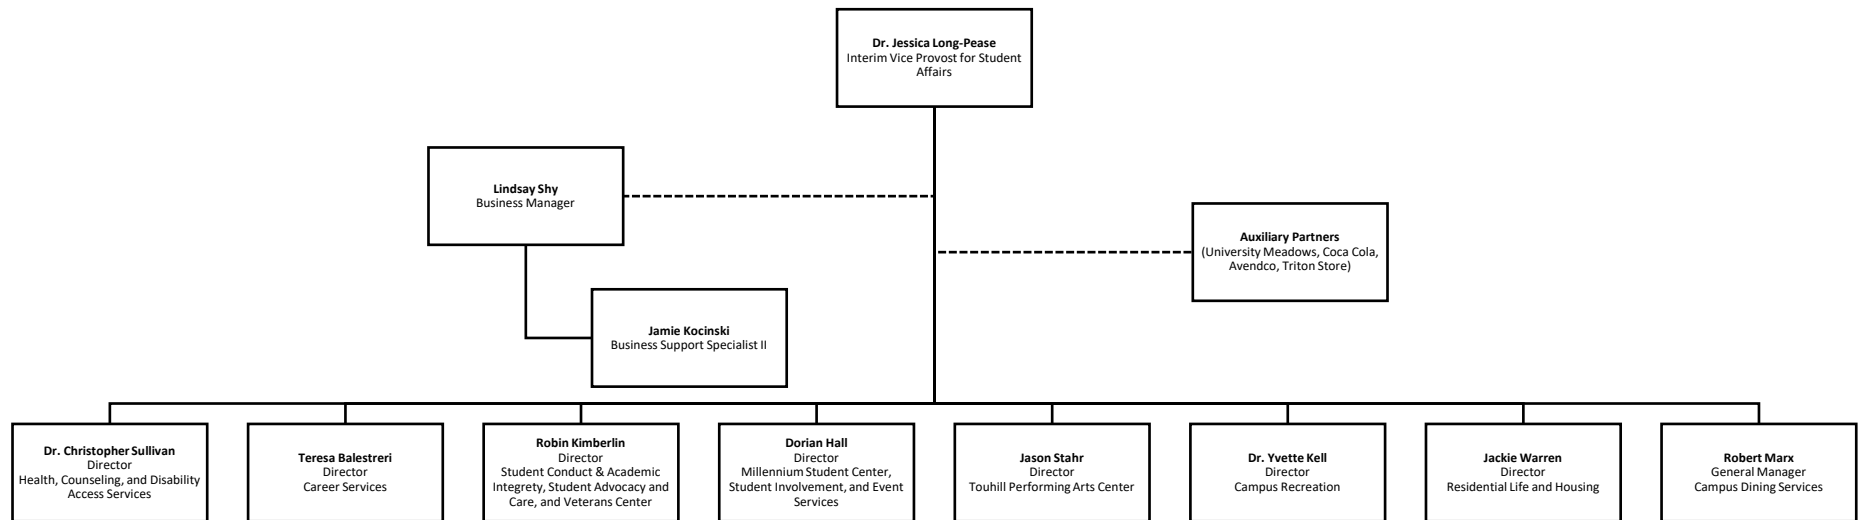 Dr. Jessica Long-Pease
Interim Vice Provost for Student
Affairs
Lindsay Shy
Business Manager
Auxiliary Partners
(University Meadows, Coca Cola,
Avendco, Triton Store)
Jamie Kocinski
Business Support Specialist II
Dr. Christopher Sullivan
Director
Health, Counseling, and Disability
Access Services
Teresa Balestreri
Director
Career Services
Robin Kimberlin
Director
Student Conduct & Academic
Integrety, Student Advocacy and
Care, and Veterans Center
Dorian Hall
Director
Millennium Student Center,
Student Involvement, and Event
Services
Jason Stahr
Director
Touhill Performing Arts Center
Dr. Yvette Kell
Director
Campus Recreation
Jackie Warren
Director
Residential Life and Housing
Robert Marx
General Manager
Campus Dining Services